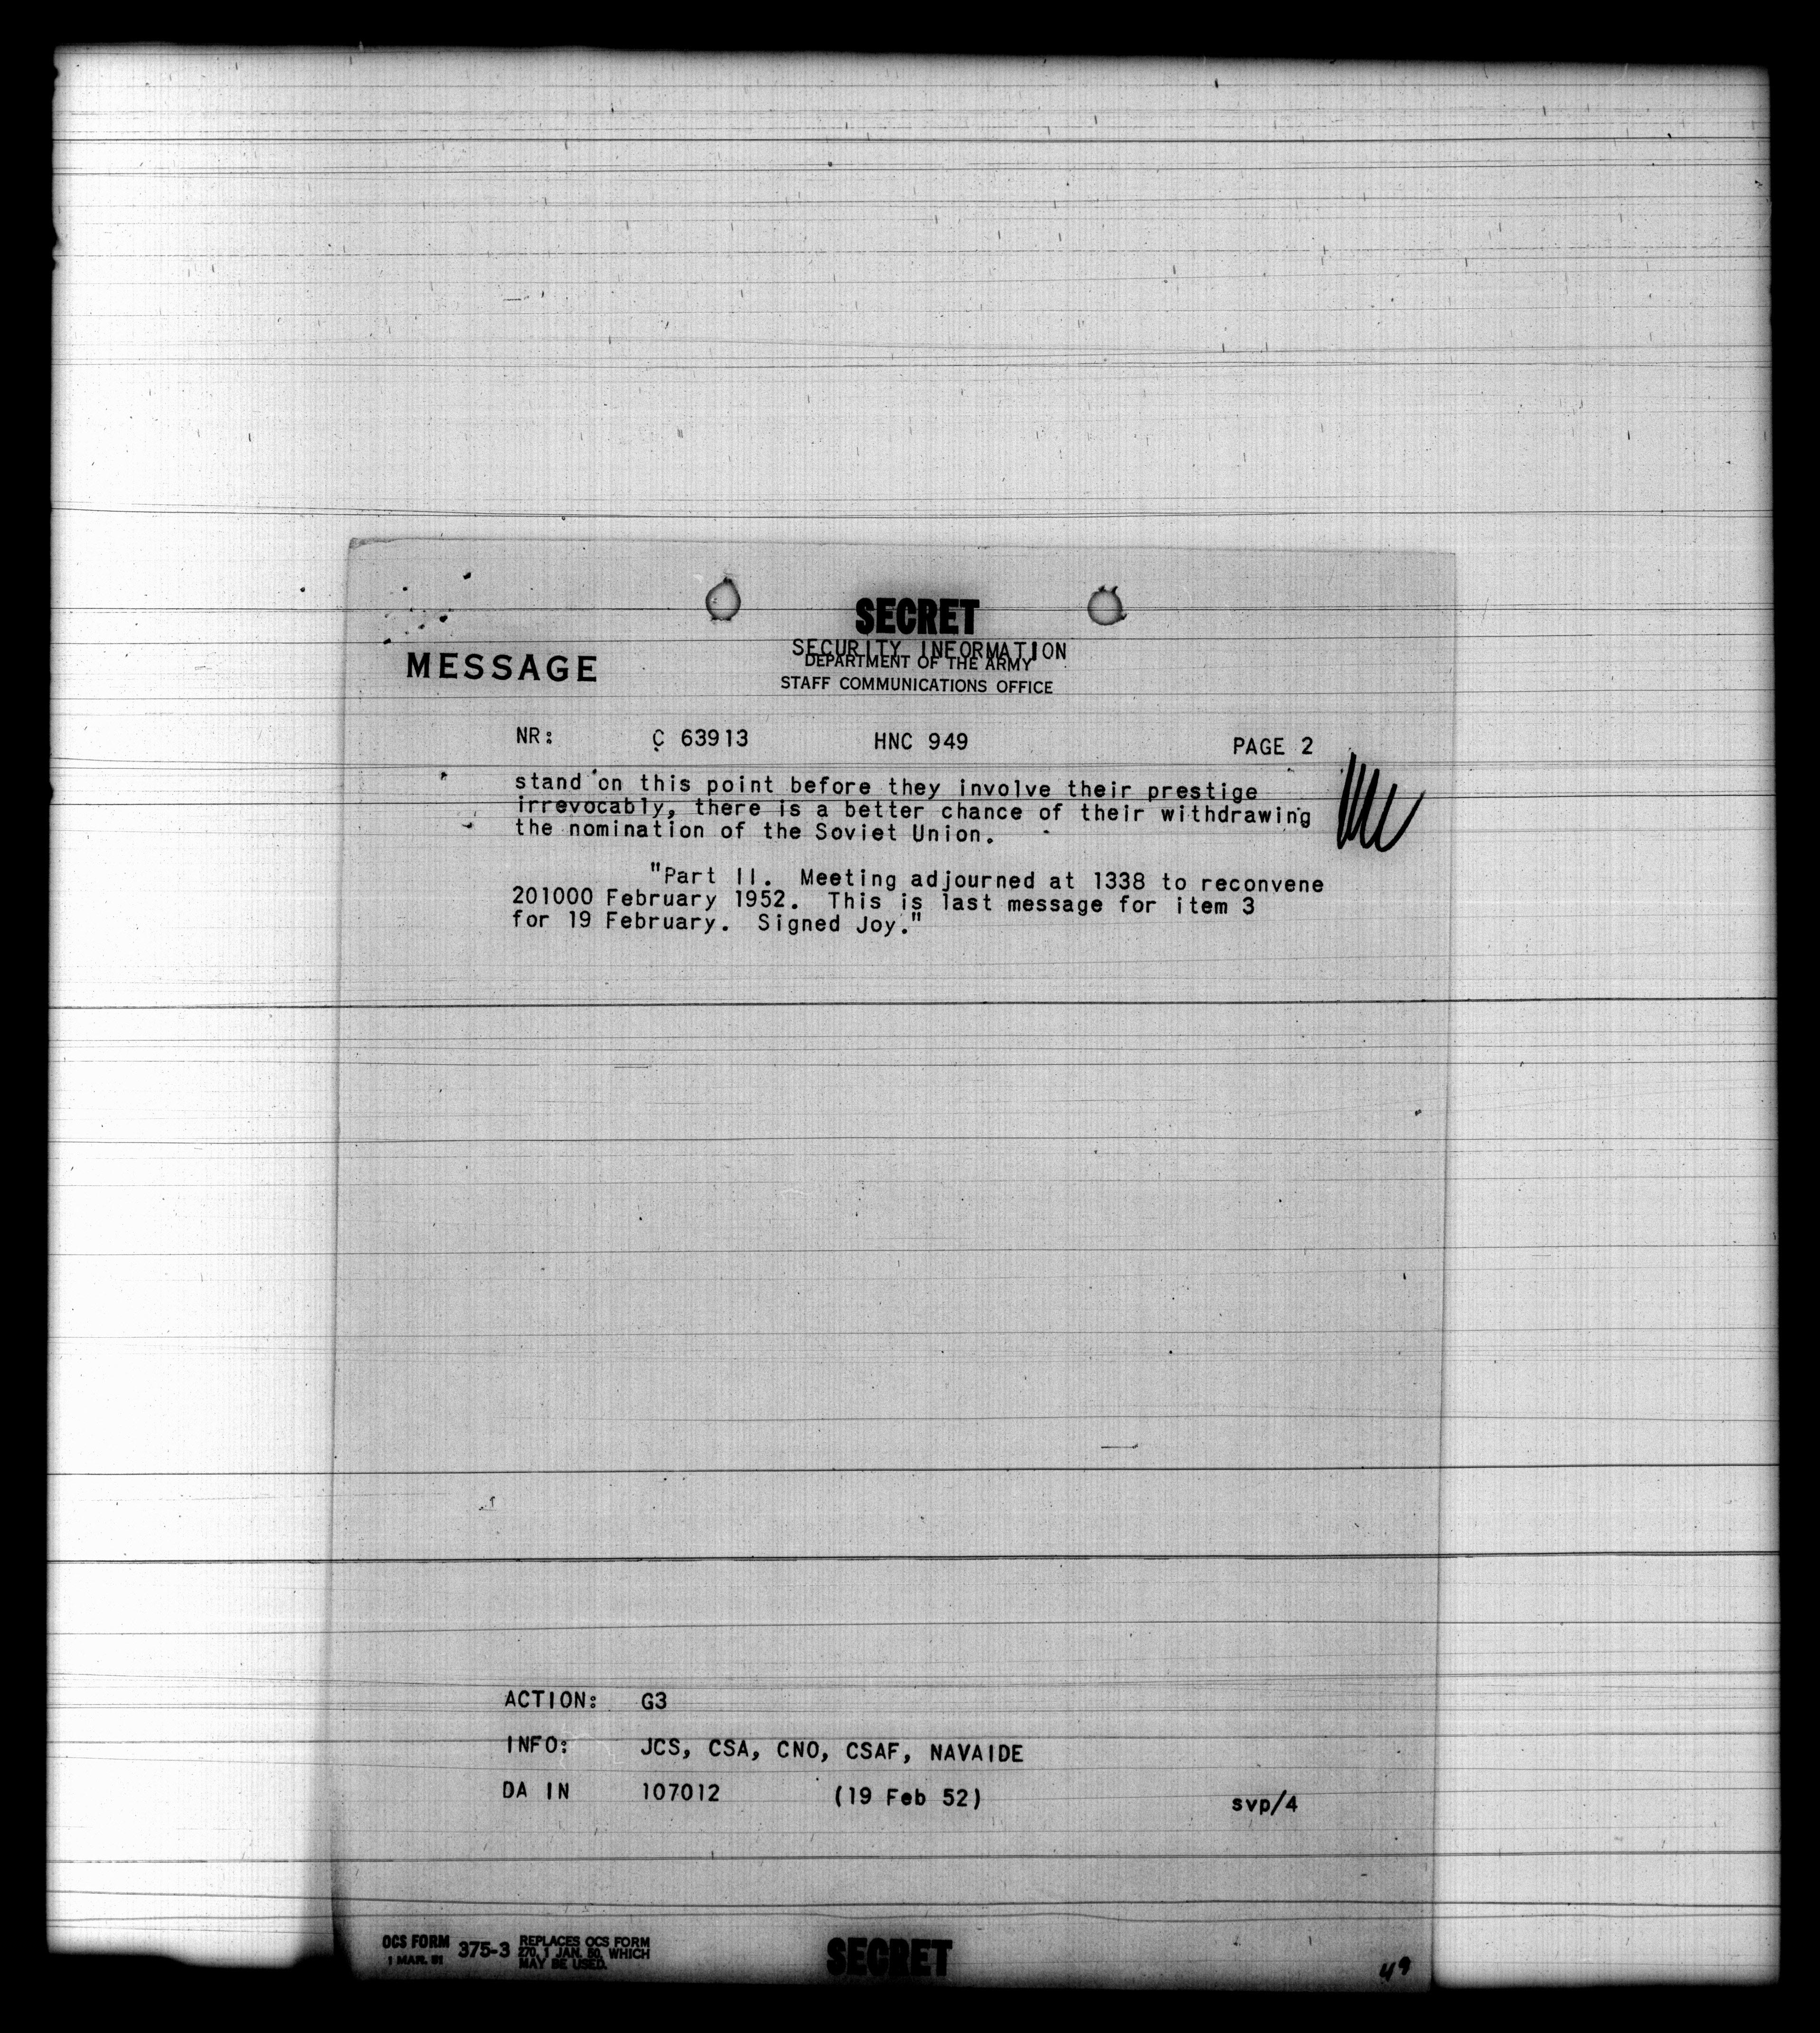 SECRET
SECURITY INFORMATION
MESSAGE
DEPARTMENT OF THE ARMY
STAFF COMMUNICATIONS OFFICE
NR: C 63913 HNC 949 PAGE 2
stand on this point before they involve their prestige
irrevocably, there is a better chance of their withdrawing
the nomination of the Soviet Union.
"Part II. Meeting adjourned at 1338 to reconvene
201000 February 1952. This is last message for item 3
for 19 February. Signed Joy."
ACTION: G3
INFO: JCS, CSA, CNO, CSAF, NAVAIDE
DA IN 107012 (19 Feb 52) svp/4
OCS FORM 375-3 REPLACES OCS FORM
1 MAR. 51 270, 1 JAN. 50, WHICH
MAY BE USED.
SECRET
49